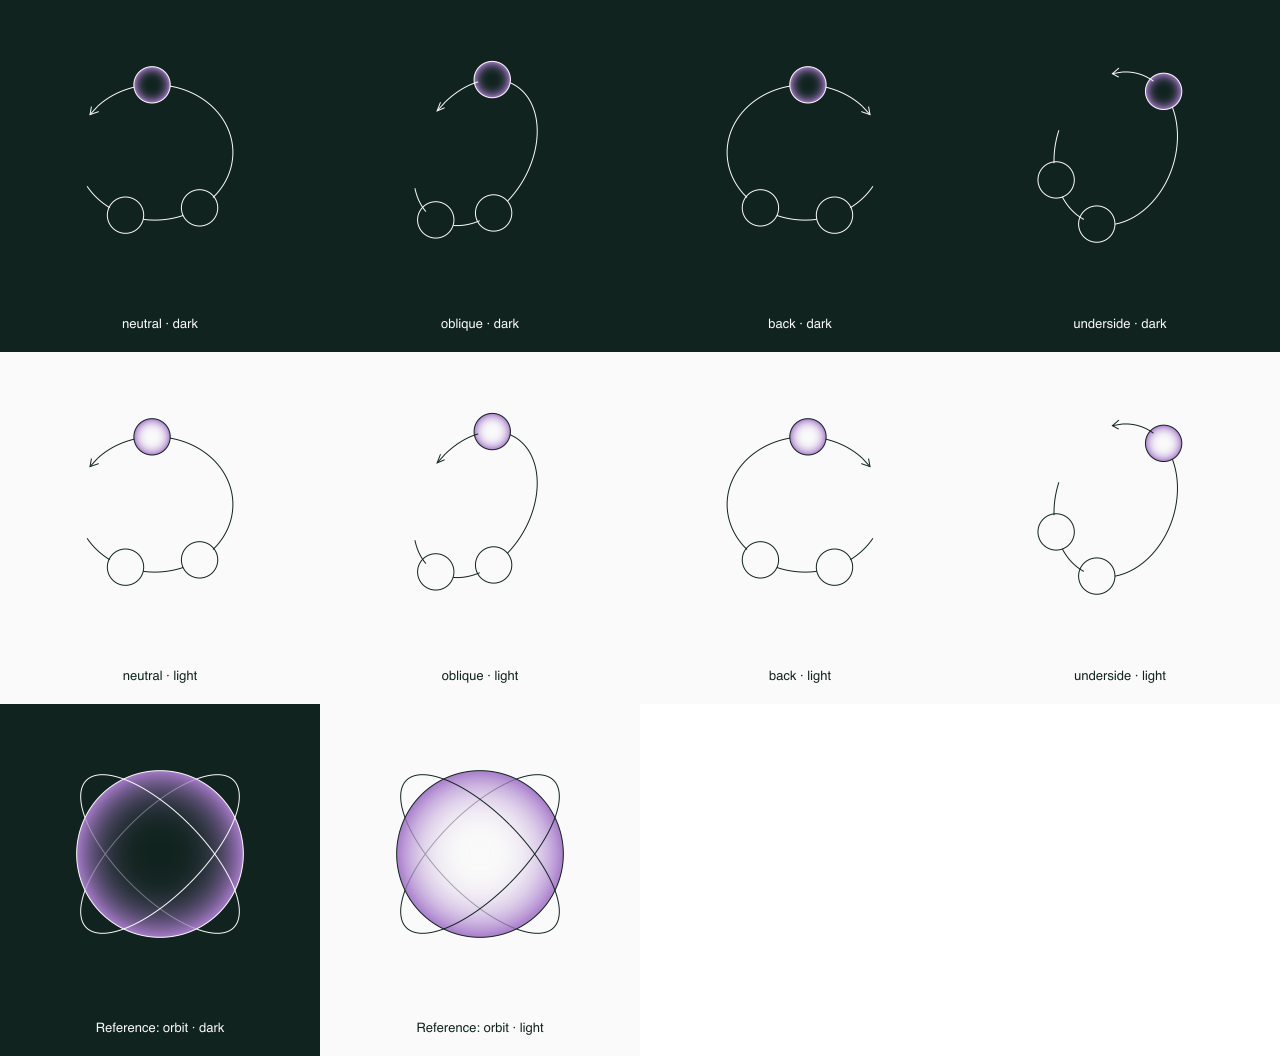 neutral · dark
oblique · dark
back · dark
underside · dark
neutral · light
oblique · light
back · light
underside · light
Reference: orbit · dark
Reference: orbit · light